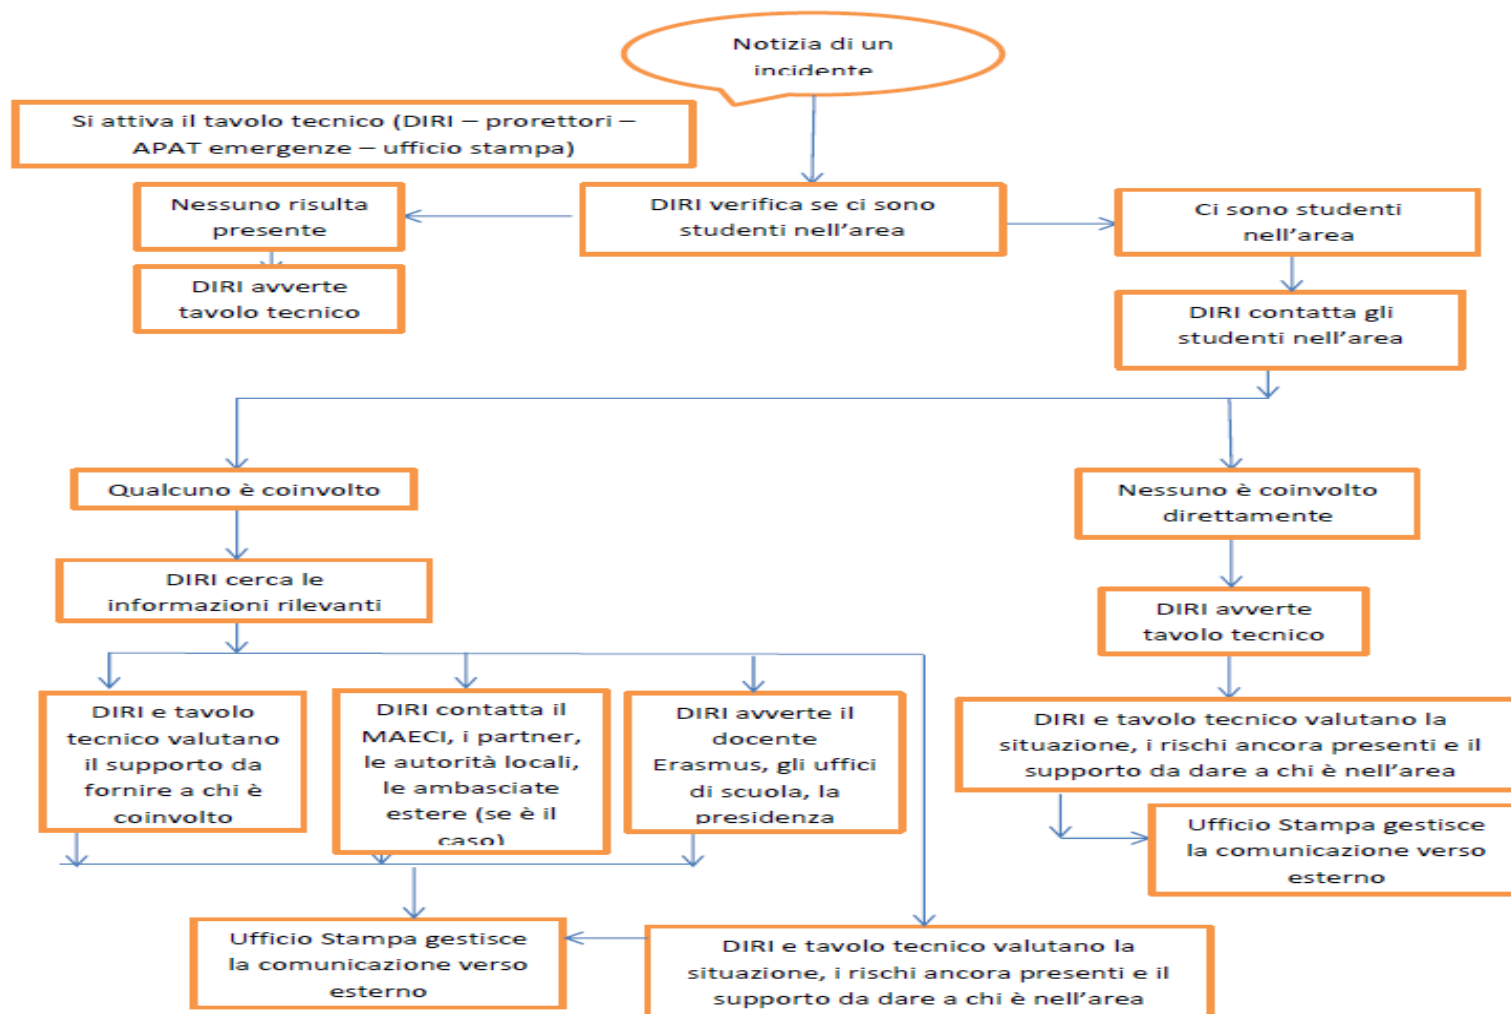 Notizia di un
incidente
Si attiva il tavolo tecnico (DIRI – prorettori –
APAT emergenze – ufficio stampa)
Nessuno risulta
presente
DIRI verifica se ci sono
studenti nell'area
Ci sono studenti
nell'area
DIRI avverte
tavolo tecnico
DIRI contatta gli
studenti nell'area
Qualcuno è coinvolto
Nessuno è coinvolto
direttamente
DIRI cerca le
informazioni rilevanti
DIRI avverte
tavolo tecnico
DIRI e tavolo
tecnico valutano
il supporto da
fornire a chi è
coinvolto
DIRI contatta il
MAECI, i partner,
le autorità locali,
le ambasciate
estere (se è il
caso)
DIRI avverte il
docente
Erasmus, gli uffici
di scuola, la
presidenza
DIRI e tavolo tecnico valutano la
situazione, i rischi ancora presenti e il
supporto da dare a chi è nell'area
Ufficio Stampa gestisce
la comunicazione verso
esterno
Ufficio Stampa gestisce
la comunicazione verso
esterno
DIRI e tavolo tecnico valutano la
situazione, i rischi ancora presenti e il
supporto da dare a chi è nell'area